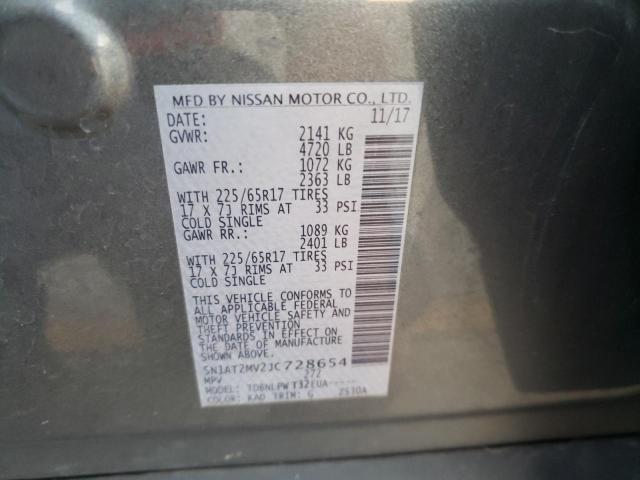 MFD BY NISSAN MOTOR CO., LTD.
DATE: 11/17
GVWR: 2141 KG
4720 LB
GAWR FR.: 1072 KG
2363 LB
WITH 225/65R17 TIRES
17 X 7J RIMS AT 33 PSI
COLD SINGLE
GAWR RR.: 1089 KG
2401 LB
WITH 225/65R17 TIRES
17 X 7J RIMS AT 33 PSI
COLD SINGLE
THIS VEHICLE CONFORMS TO
ALL APPLICABLE FEDERAL
MOTOR VEHICLE SAFETY AND
THEFT PREVENTION
STANDARDS IN EFFECT ON
THE DATE OF MANUFACTURE
SHOWN ABOVE.
5N1AT2MV2JC728654
MPV 272
MODEL: TDBNLPW T32EUA-----
COLOR: KAD TRIM: G 2530A